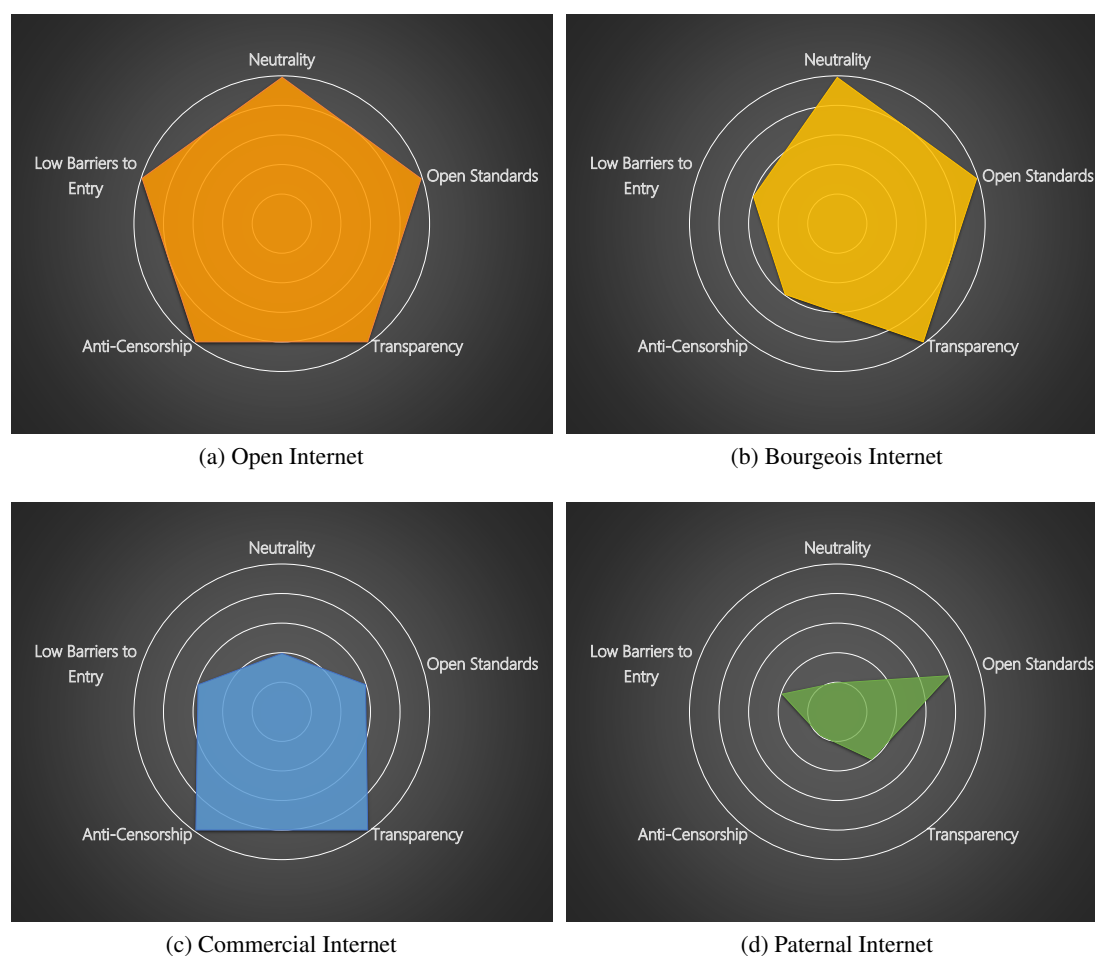 Neutrality
Low Barriers to
Entry
Open Standards
Anti-Censorship
Transparency
(a) Open Internet
Neutrality
Low Barriers to
Entry
Open Standards
Anti-Censorship
Transparency
(b) Bourgeois Internet
Neutrality
Low Barriers to
Entry
Open Standards
Anti-Censorship
Transparency
(c) Commercial Internet
Neutrality
Low Barriers to
Entry
Open Standards
Anti-Censorship
Transparency
(d) Paternal Internet